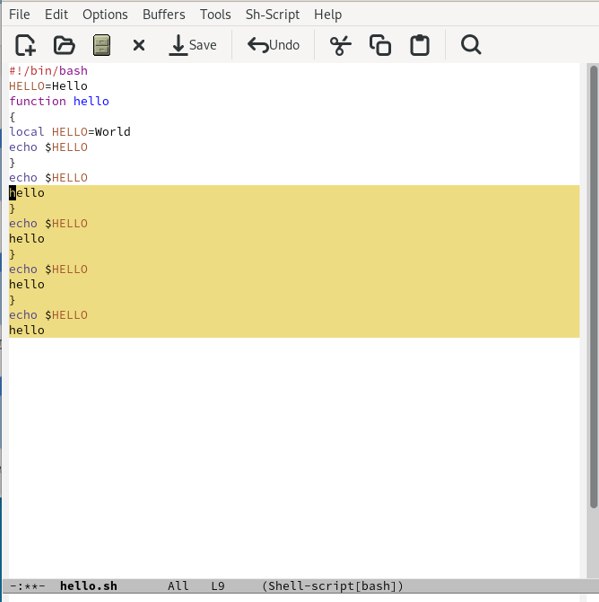 File Edit Options Buffers Tools Sh-Script Help
Save Undo
#!/bin/bash
HELLO=Hello
function hello
{
local HELLO=World
echo $HELLO
}
echo $HELLO
hello
}
echo $HELLO
hello
}
echo $HELLO
hello
}
echo $HELLO
hello
-:**- hello.sh All L9 (Shell-script[bash])